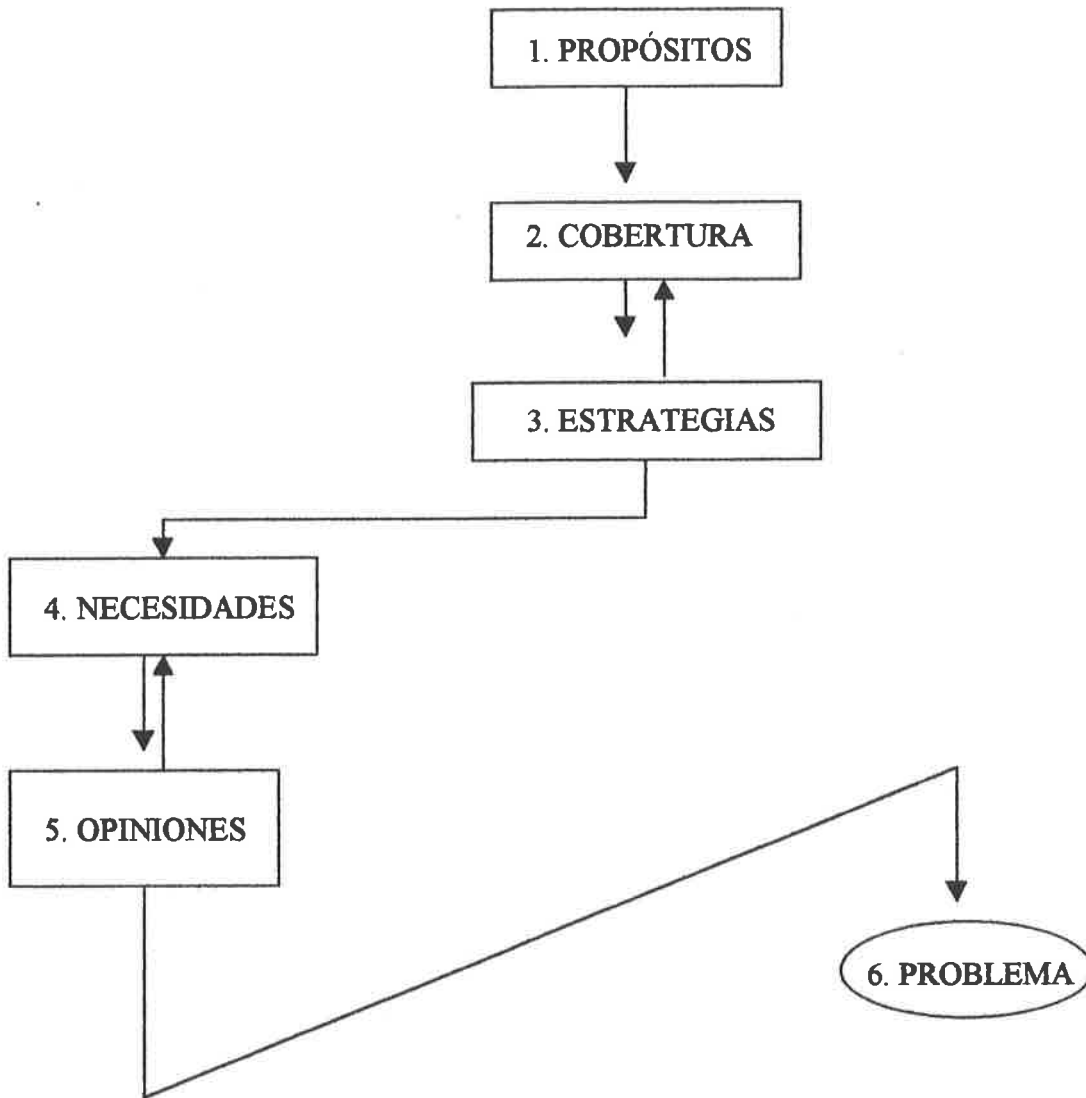 1. PROPÓSITOS
2. COBERTURA
3. ESTRATEGIAS
4. NECESIDADES
5. OPINIONES
6. PROBLEMA